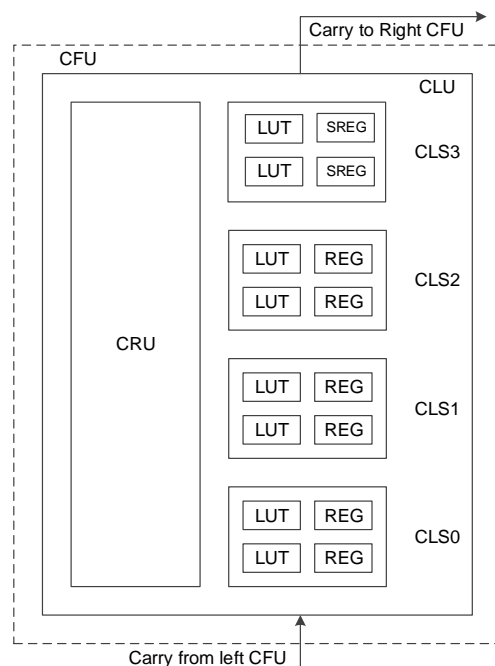 Carry to Right CFU
CFU
CLU
LUT SREG
CLS3
LUT SREG
LUT REG
CLS2
LUT REG
CRU
LUT REG
CLS1
LUT REG
LUT REG
CLS0
LUT REG
Carry from left CFU